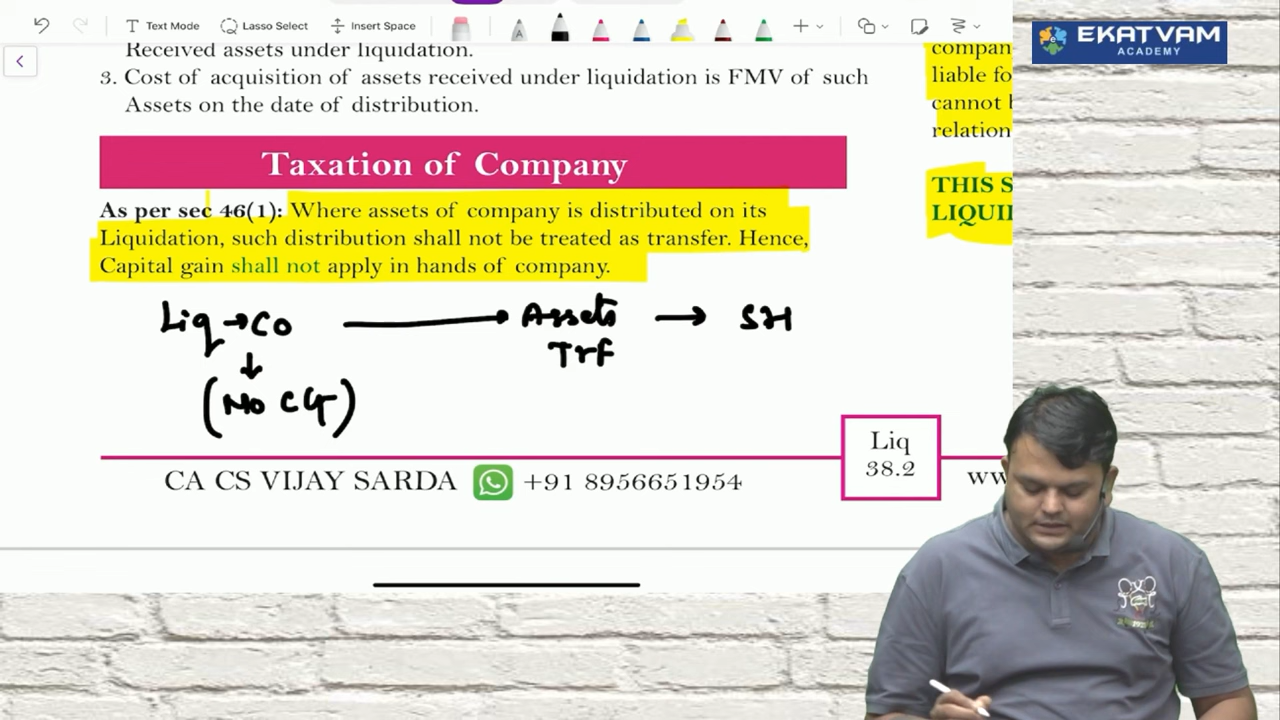 Text Mode Lasso Select Insert Space
EKATVAM
ACADEMY
Received assets under liquidation.
3. Cost of acquisition of assets received under liquidation is FMV of such
Assets on the date of distribution.
Taxation of Company
As per sec 46(1): Where assets of company is distributed on its
Liquidation, such distribution shall not be treated as transfer. Hence,
Capital gain shall not apply in hands of company.
Liq → Co → Assets → SH
Trf
↓
(No CG)
compan
liable fo
cannot
relation
THIS S
LIQUI
Liq
38.2
CA CS VIJAY SARDA +91 8956651954
ww